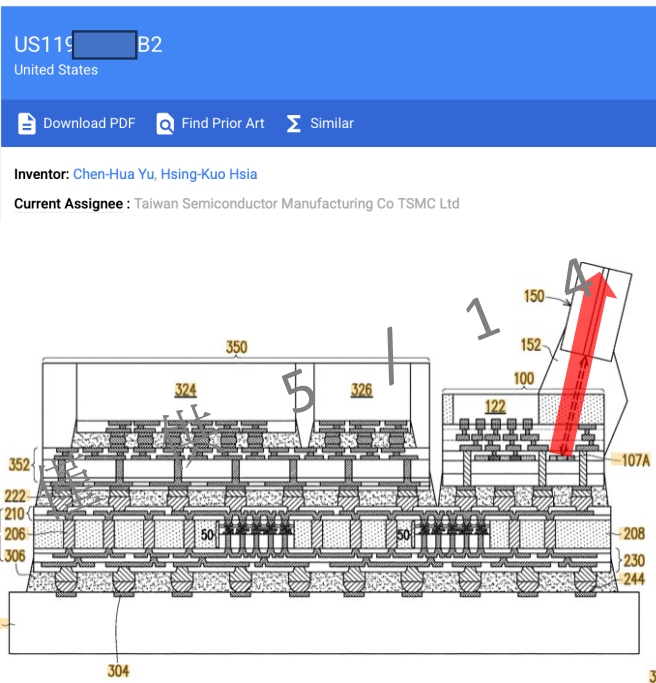 US119 B2
United States
Download PDF
Find Prior Art
Similar
Inventor: Chen-Hua Yu, Hsing-Kuo Hsia
Current Assignee : Taiwan Semiconductor Manufacturing Co TSMC Ltd
150
4
1
/
5
152
350
100
324
326
122
107A
352
222
210
206
50
50
208
306
230
244
304
3